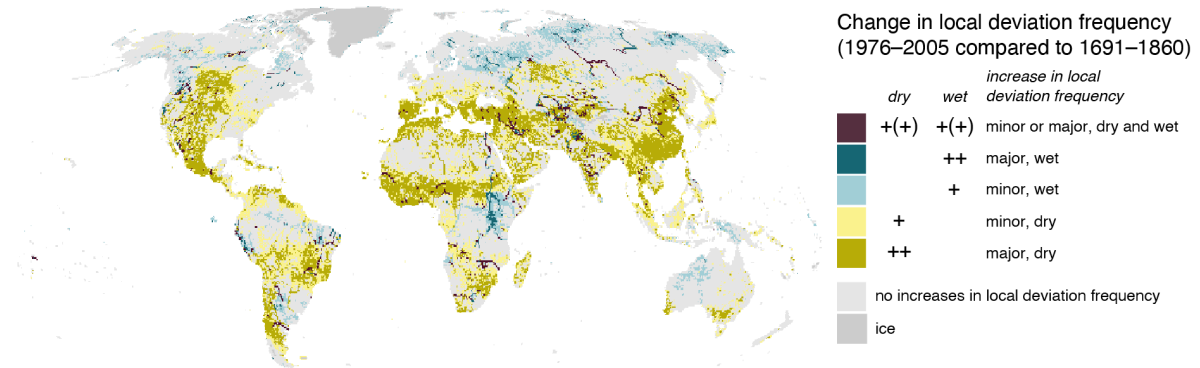 Change in local deviation frequency
(1976–2005 compared to 1691–1860)
increase in local
dry wet deviation frequency
+(+) +(+) minor or major, dry and wet
++ major, wet
+ minor, wet
+ minor, dry
++ major, dry
no increases in local deviation frequency
ice